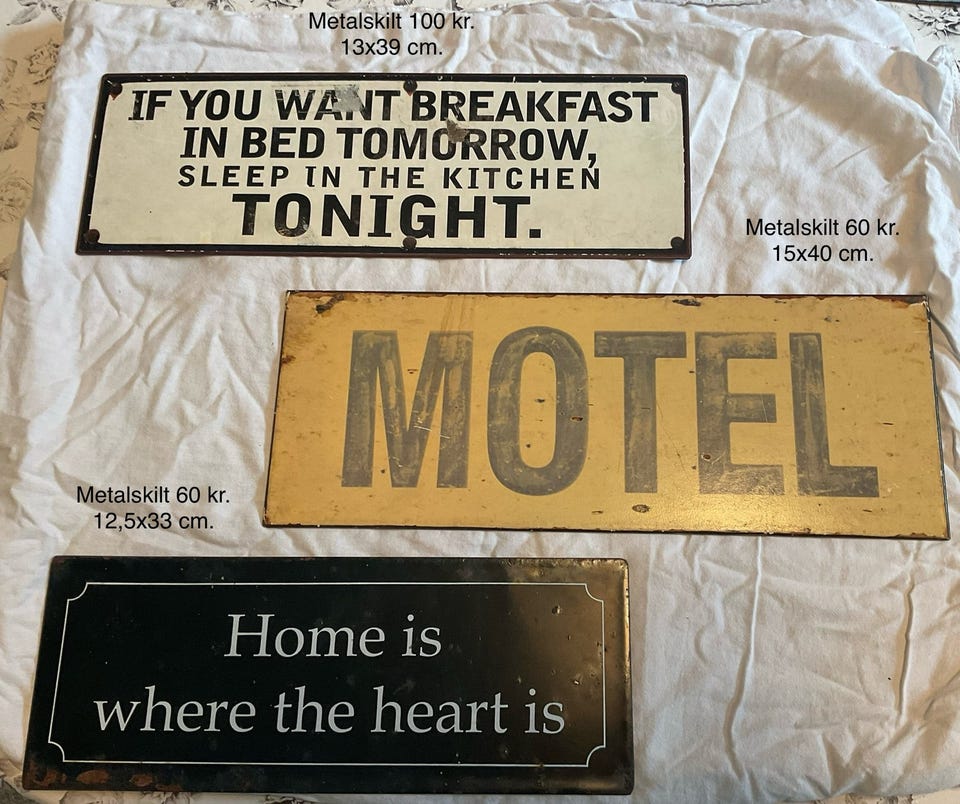 Metalskilt 100 kr.
13x39 cm.
IF YOU WANT BREAKFAST
IN BED TOMORROW,
SLEEP IN THE KITCHEN
TONIGHT.
Metalskilt 60 kr.
15x40 cm.
MOTEL
Metalskilt 60 kr.
12,5x33 cm.
Home is
where the heart is